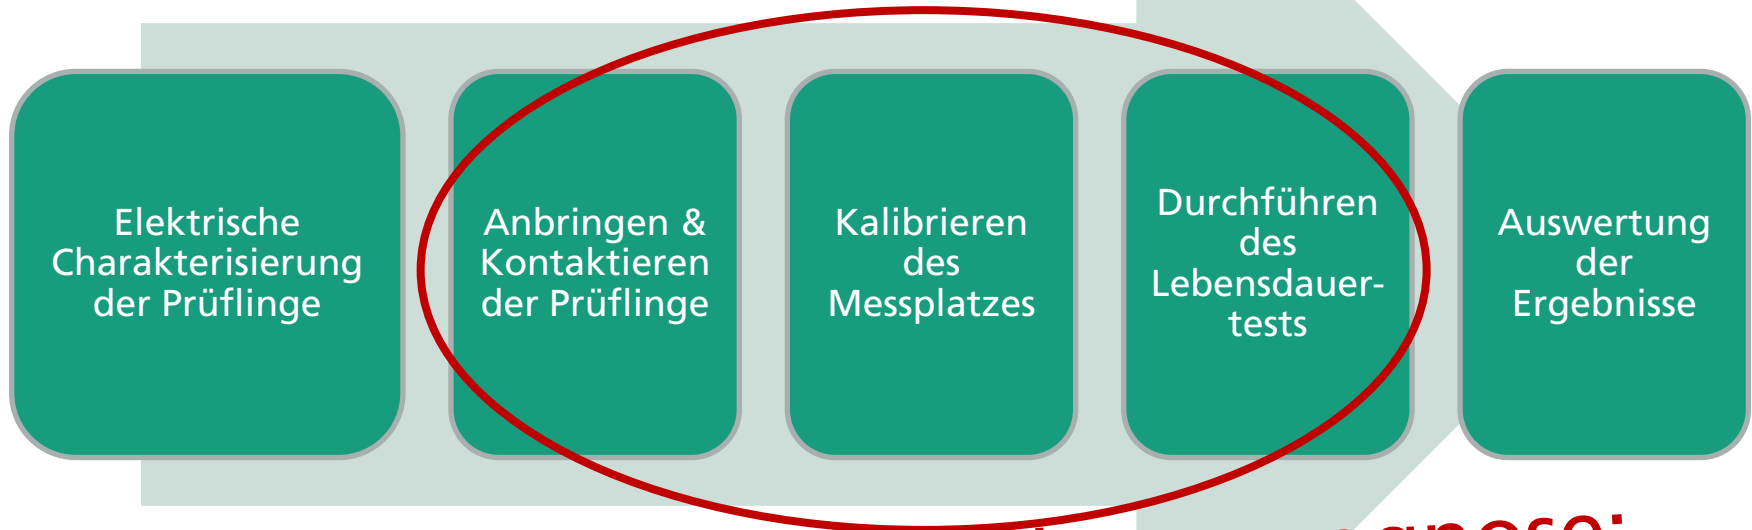 Elektrische
Charakterisierung
der Prüflinge
Anbringen &
Kontaktieren
der Prüflinge
Kalibrieren
des
Messplatzes
Durchführen
des
Lebensdauer-
tests
Auswertung
der
Ergebnisse